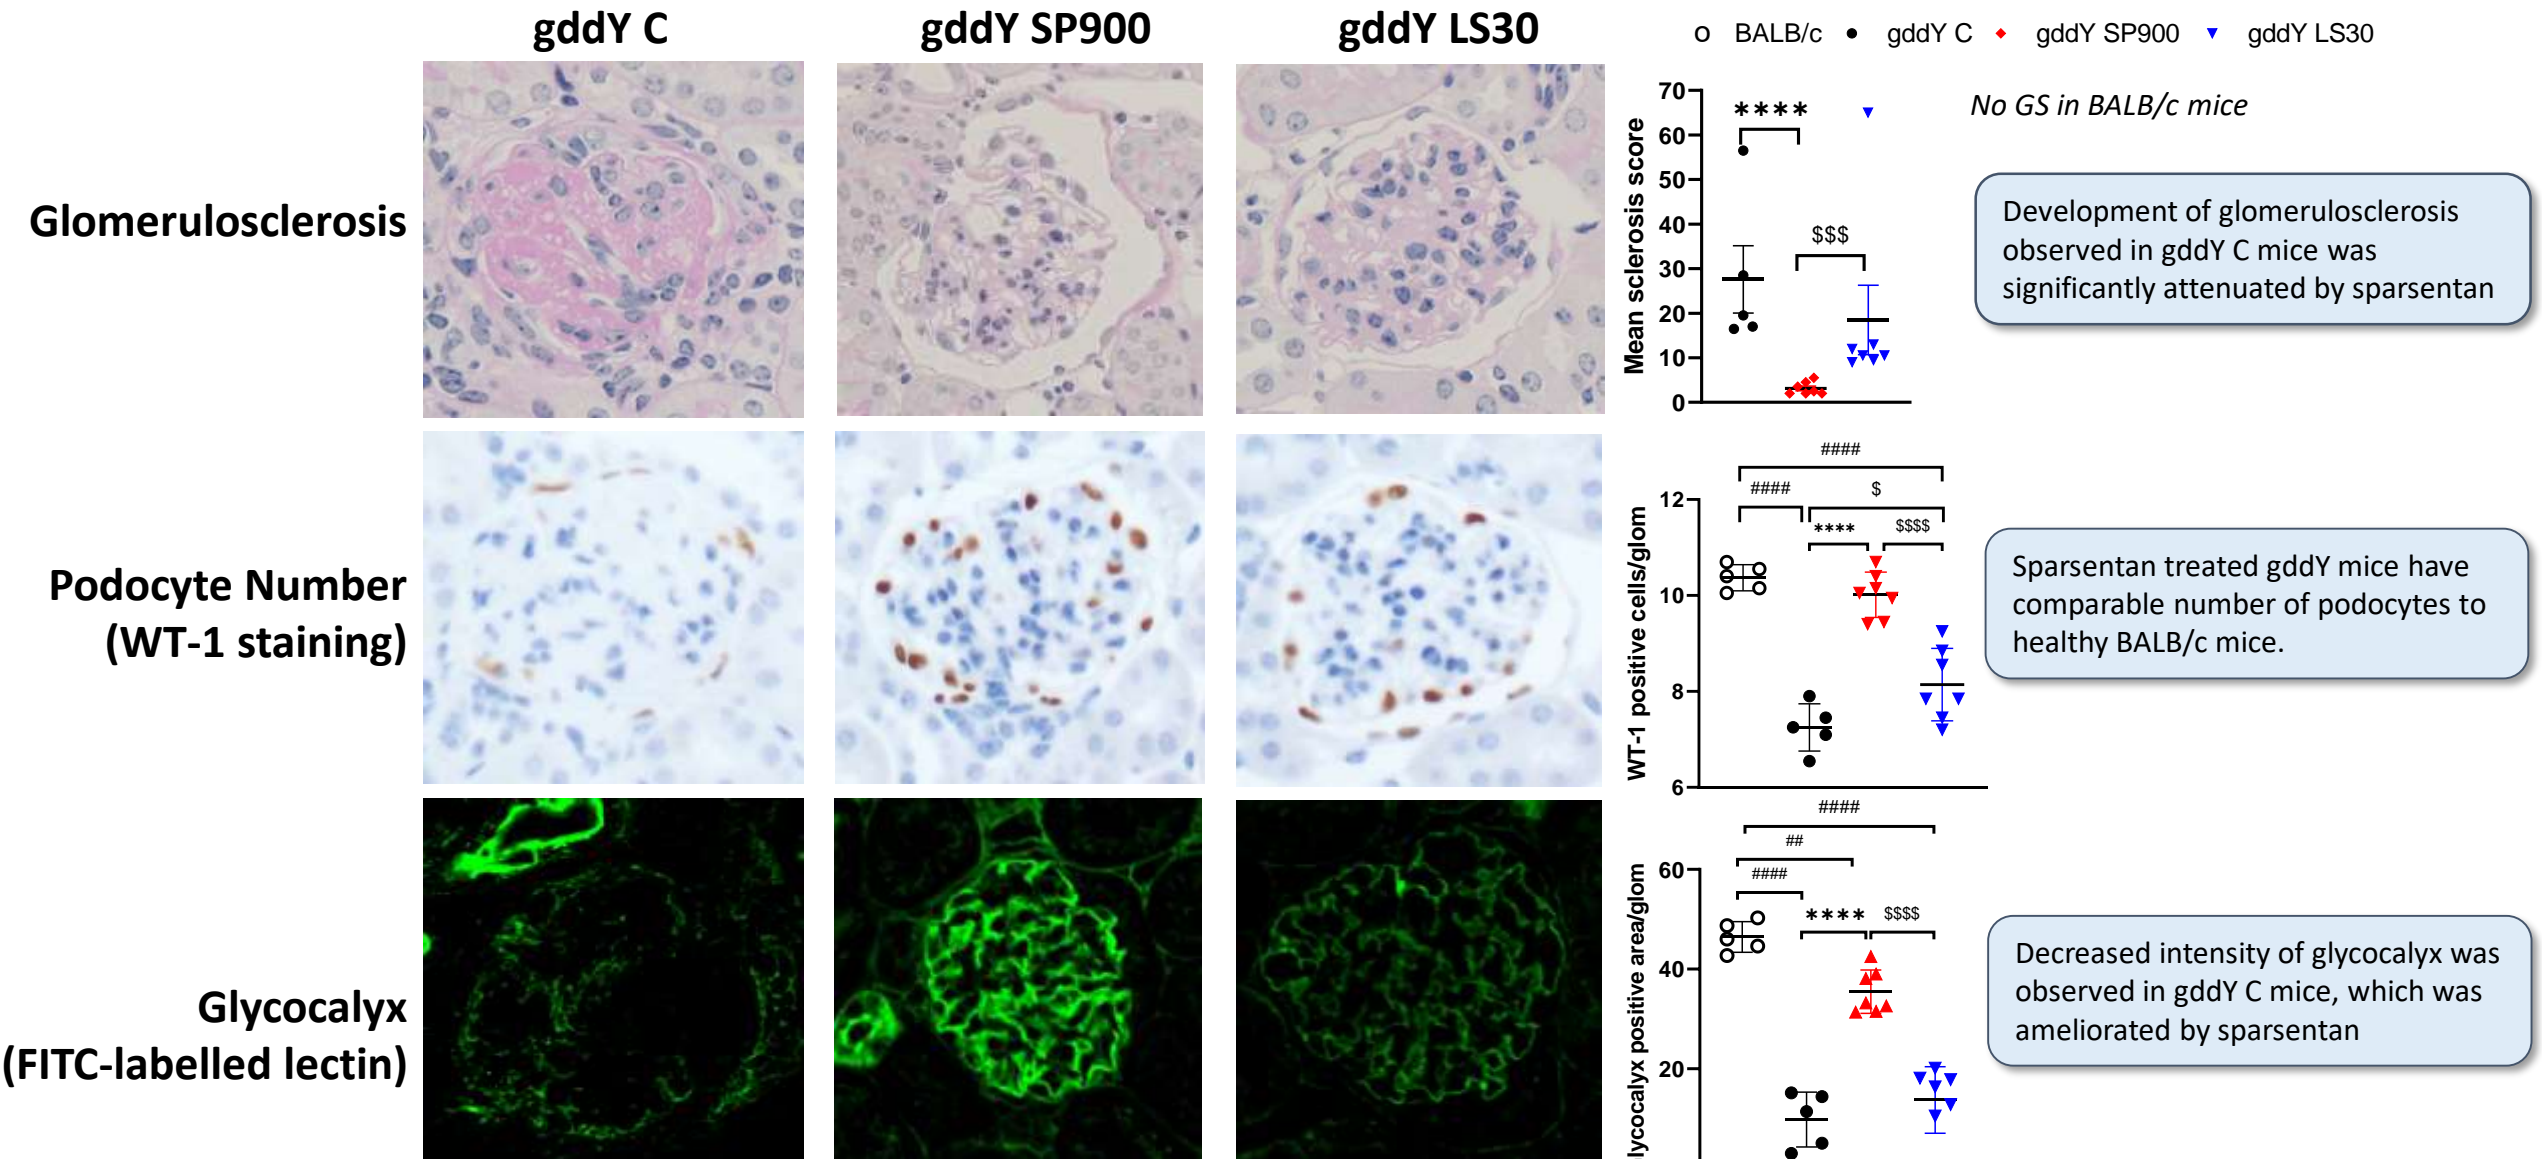 gddY C
gddY SP900
gddY LS30
BALB/c
gddY C
gddY SP900
gddY LS30
Glomerulosclerosis
Mean sclerosis score
70
60
50
40
30
20
10
0
****
$$$
No GS in BALB/c mice
Development of glomerulosclerosis
observed in gddY C mice was
significantly attenuated by sparsentan
Podocyte Number
(WT-1 staining)
WT-1 positive cells/glom
12
10
8
6
####
####
$
****
$$$$
Sparsentan treated gddY mice have
comparable number of podocytes to
healthy BALB/c mice.
Glycocalyx
(FITC-labelled lectin)
lycocalyx positive area/glom
60
40
20
####
##
####
****
$$$$
Decreased intensity of glycocalyx was
observed in gddY C mice, which was
ameliorated by sparsentan